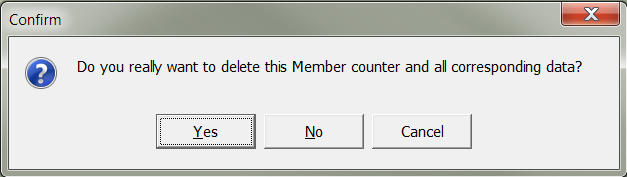 Confirm
Do you really want to delete this Member counter and all corresponding data?
Yes
No
Cancel